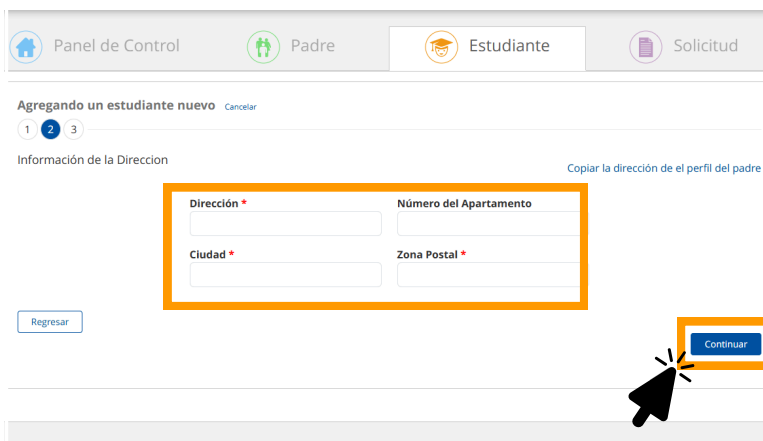 Panel de Control
Padre
Estudiante
Solicitud
Agregando un estudiante nuevo Cancelar
1 2 3
Información de la Direccion
Copiar la dirección de el perfil del padre
Dirección * Número del Apartamento
Ciudad * Zona Postal *
Regresar
Continuar